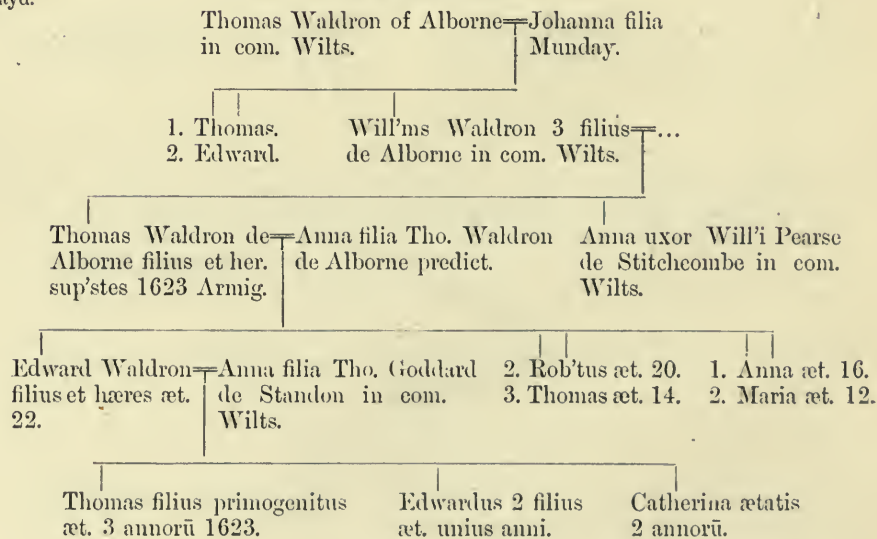 Thomas Waldron of Alborne
in com. Wilts.
Johanna filia
Munday.
1. Thomas.
2. Edward.
Will'ms Waldron 3 filius
de Alborne in com. Wilts.
...
Thomas Waldron de
Alborne filius et her.
sup'stes 1623 Armig.
Anna filia Tho. Waldron
de Alborne predict.
Anna uxor Will'i Pearse
de Stitchcombe in com.
Wilts.
Edward Waldron
filius et hæres æt.
22.
Anna filia Tho. Goddard
de Standon in com.
Wilts.
2. Rob'tus æt. 20.
3. Thomas æt. 14.
1. Anna æt. 16.
2. Maria æt. 12.
Thomas filius primogenitus
æt. 3 annorū 1623.
Edwardus 2 filius
æt. unius anni.
Catherina ætatis
2 annorū.